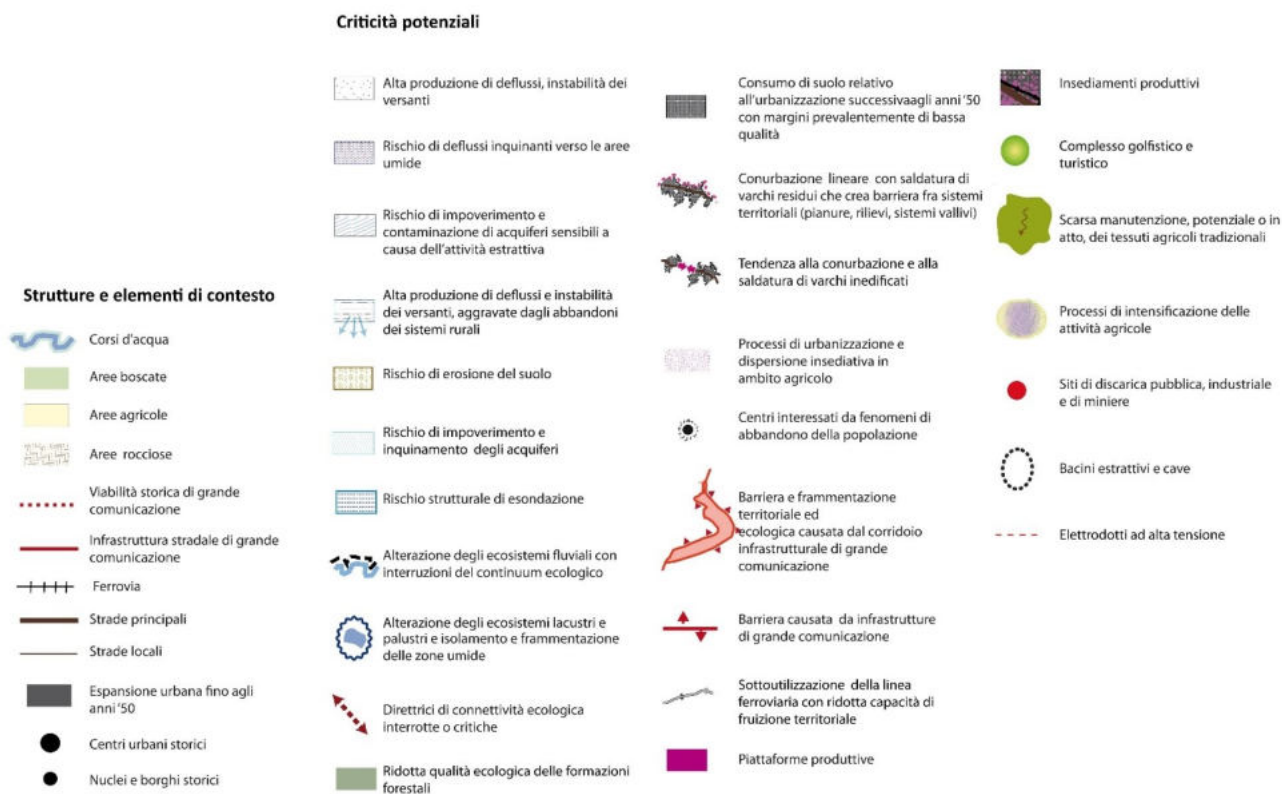 Criticità potenziali
Alta produzione di deflussi, instabilità dei
versanti
Rischio di deflussi inquinanti verso le aree
umide
Rischio di impoverimento e
contaminazione di acquiferi sensibili a
causa dell'attività estrattiva
Alta produzione di deflussi e instabilità
dei versanti, aggravate dagli abbandoni
dei sistemi rurali
Rischio di erosione del suolo
Rischio di impoverimento e
inquinamento degli acquiferi
Rischio strutturale di esondazione
Alterazione degli ecosistemi fluviali con
interruzioni del continuum ecologico
Alterazione degli ecosistemi lacustri e
palustri e isolamento e frammentazione
delle zone umide
Direttrici di connettività ecologica
interrotte o critiche
Ridotta qualità ecologica delle formazioni
forestali
Consumo di suolo relativo
all'urbanizzazione successivaagli anni '50
con margini prevalentemente di bassa
qualità
Conurbazione lineare con saldatura di
varchi residui che crea barriera fra sistemi
territoriali (pianure, rilievi, sistemi vallivi)
Tendenza alla conurbazione e alla
saldatura di varchi inedificati
Processi di urbanizzazione e
dispersione insediativa in
ambito agricolo
Centri interessati da fenomeni di
abbandono della popolazione
Barriera e frammentazione
territoriale ed
ecologica causata dal corridoio
infrastrutturale di grande
comunicazione
Barriera causata da infrastrutture
di grande comunicazione
Sottoutilizzazione della linea
ferroviaria con ridotta capacità di
fruizione territoriale
Piattaforme produttive
Insediamenti produttivi
Complesso golfistico e
turistico
Scarsa manutenzione, potenziale o in
atto, dei tessuti agricoli tradizionali
Processi di intensificazione delle
attività agricole
Siti di discarica pubblica, industriale
e di miniere
Bacini estrattivi e cave
Elettrodotti ad alta tensione
Strutture e elementi di contesto
Corsi d'acqua
Aree boscate
Aree agricole
Aree rocciose
Viabilità storica di grande
comunicazione
Infrastruttura stradale di grande
comunicazione
Ferrovia
Strade principali
Strade locali
Espansione urbana fino agli
anni '50
Centri urbani storici
Nuclei e borghi storici